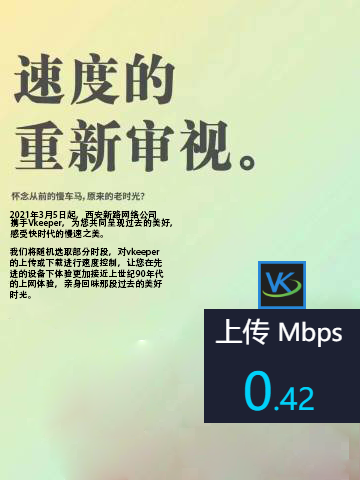 速度的
重新审视。
怀念从前的慢车马,原来的老时光?
2021年3月5日起，西安新路网络公司
携手Vkeeper，为您共同呈现过去的美好,
感受快时代的慢速之美。
我们将随机选取部分时段，对vkeeper
的上传或下载进行速度控制，让您在先
进的设备下体验更加接近上世纪90年代
的上网体验，亲身回味那段过去的美好
时光。
VK
上传 Mbps
0.42